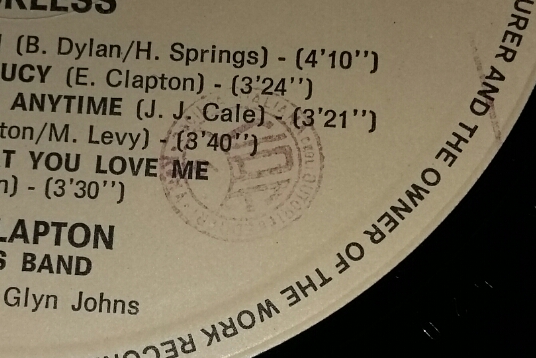 (B. Dylan/H. Springs) - (4'10'')
UCY (E. Clapton) - (3'24'')
ANYTIME (J. J. Cale) - (3'21'')
ton/M. Levy) - (3'40'')
T YOU LOVE ME
n) - (3'30'')
LAPTON
S BAND
Glyn Johns
URER AND THE OWNER OF THE WORK RECOR